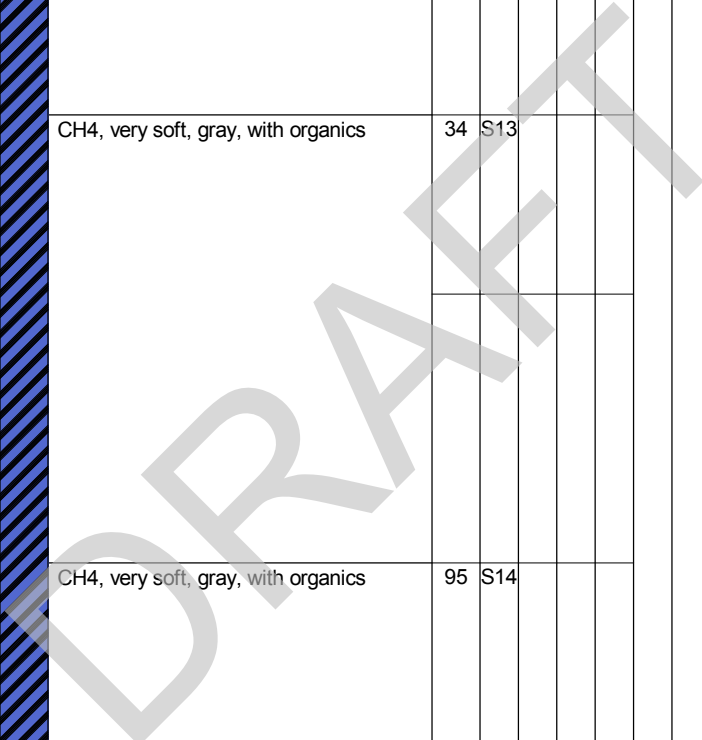 CH4, very soft, gray, with organics 34 S13
CH4, very soft, gray, with organics 95 S14
DRAFT